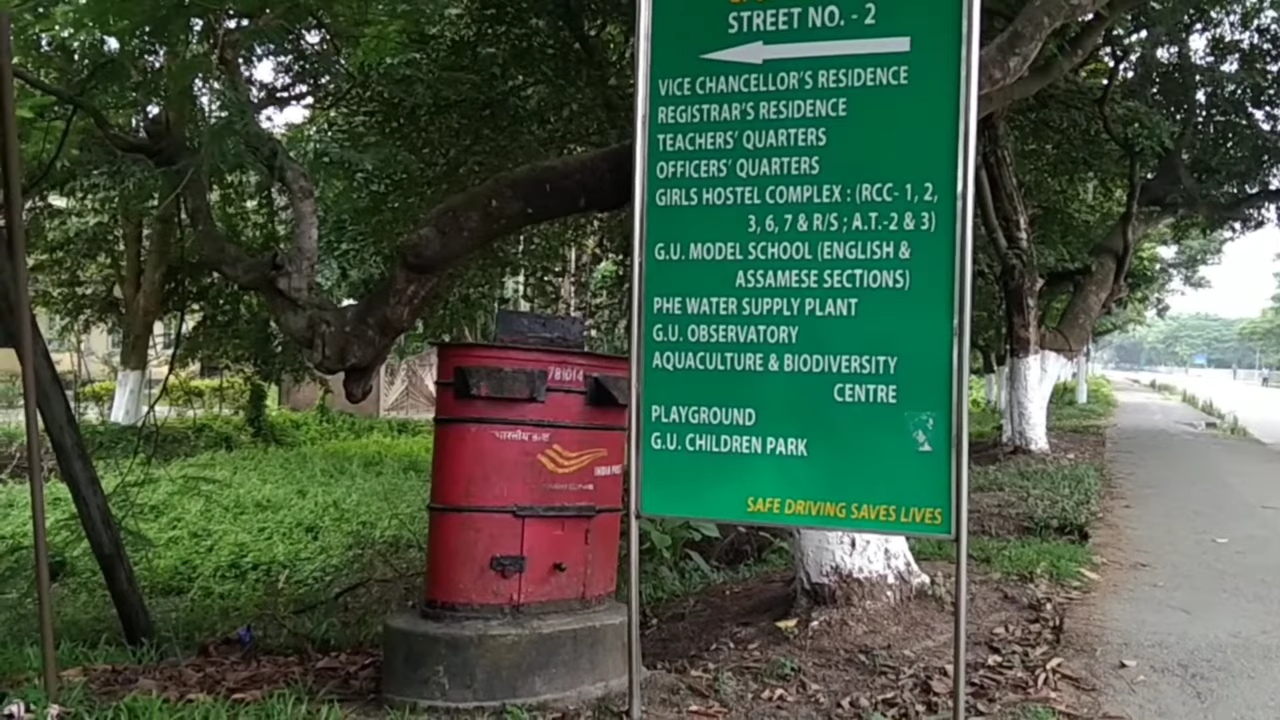 STREET NO. - 2
VICE CHANCELLOR'S RESIDENCE
REGISTRAR'S RESIDENCE
TEACHERS' QUARTERS
OFFICERS' QUARTERS
GIRLS HOSTEL COMPLEX : (RCC- 1, 2,
3, 6, 7 & R/S ; A.T.-2 & 3)
G.U. MODEL SCHOOL (ENGLISH &
ASSAMESE SECTIONS)
PHE WATER SUPPLY PLANT
G.U. OBSERVATORY
AQUACULTURE & BIODIVERSITY
CENTRE
PLAYGROUND
G.U. CHILDREN PARK
SAFE DRIVING SAVES LIVES
781014
भारतीय डाक
INDIA POST